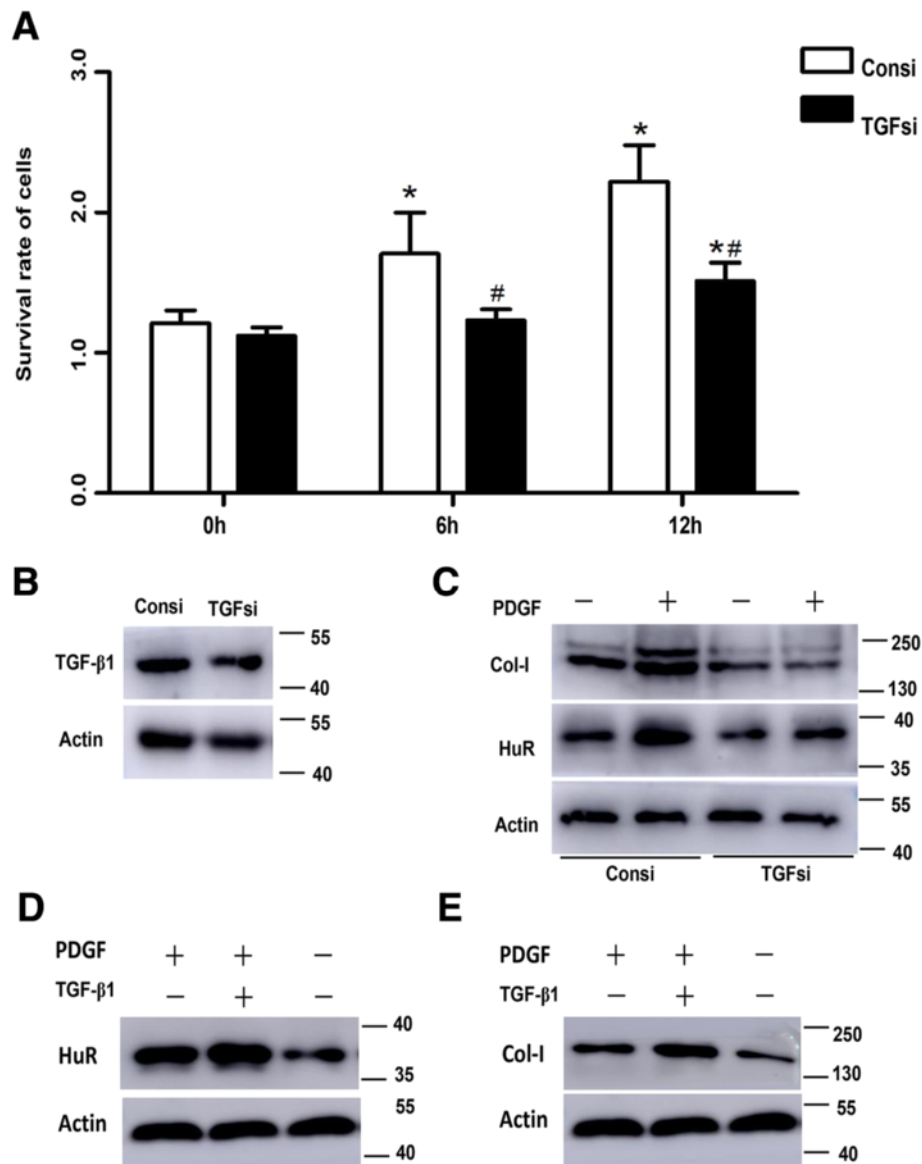 A
Survival rate of cells
3.0
2.0
1.0
0.0
* * # * *#
0h 6h 12h
Consi
TGFsi
B
Consi TGFsi
TGF-β1
55
40
Actin
55
40
C
PDGF − + − +
Col-I
250
130
HuR
40
35
Actin
55
40
Consi TGFsi
D
PDGF + + −
TGF-β1 − + −
HuR
40
35
Actin
55
40
E
PDGF + + −
TGF-β1 − + −
Col-I
250
130
Actin
55
40